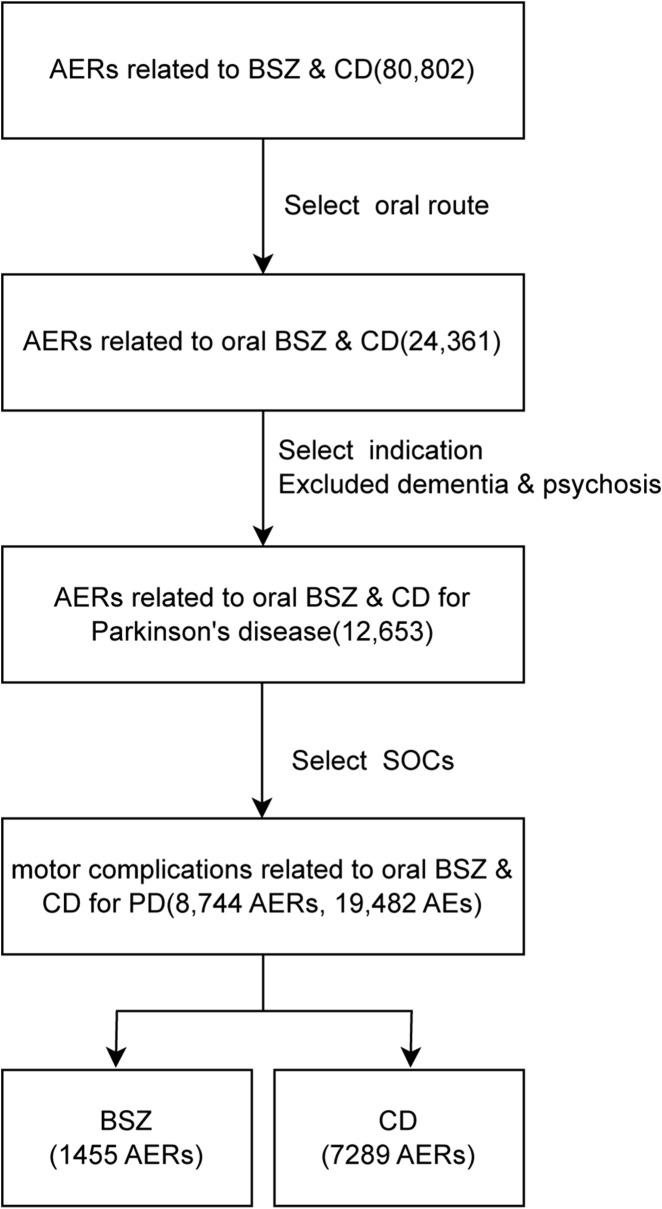 AERs related to BSZ & CD(80,802)
Select oral route
AERs related to oral BSZ & CD(24,361)
Select indication
Excluded dementia & psychosis
AERs related to oral BSZ & CD for
Parkinson's disease(12,653)
Select SOCs
motor complications related to oral BSZ &
CD for PD(8,744 AERs, 19,482 AEs)
BSZ
(1455 AERs)
CD
(7289 AERs)